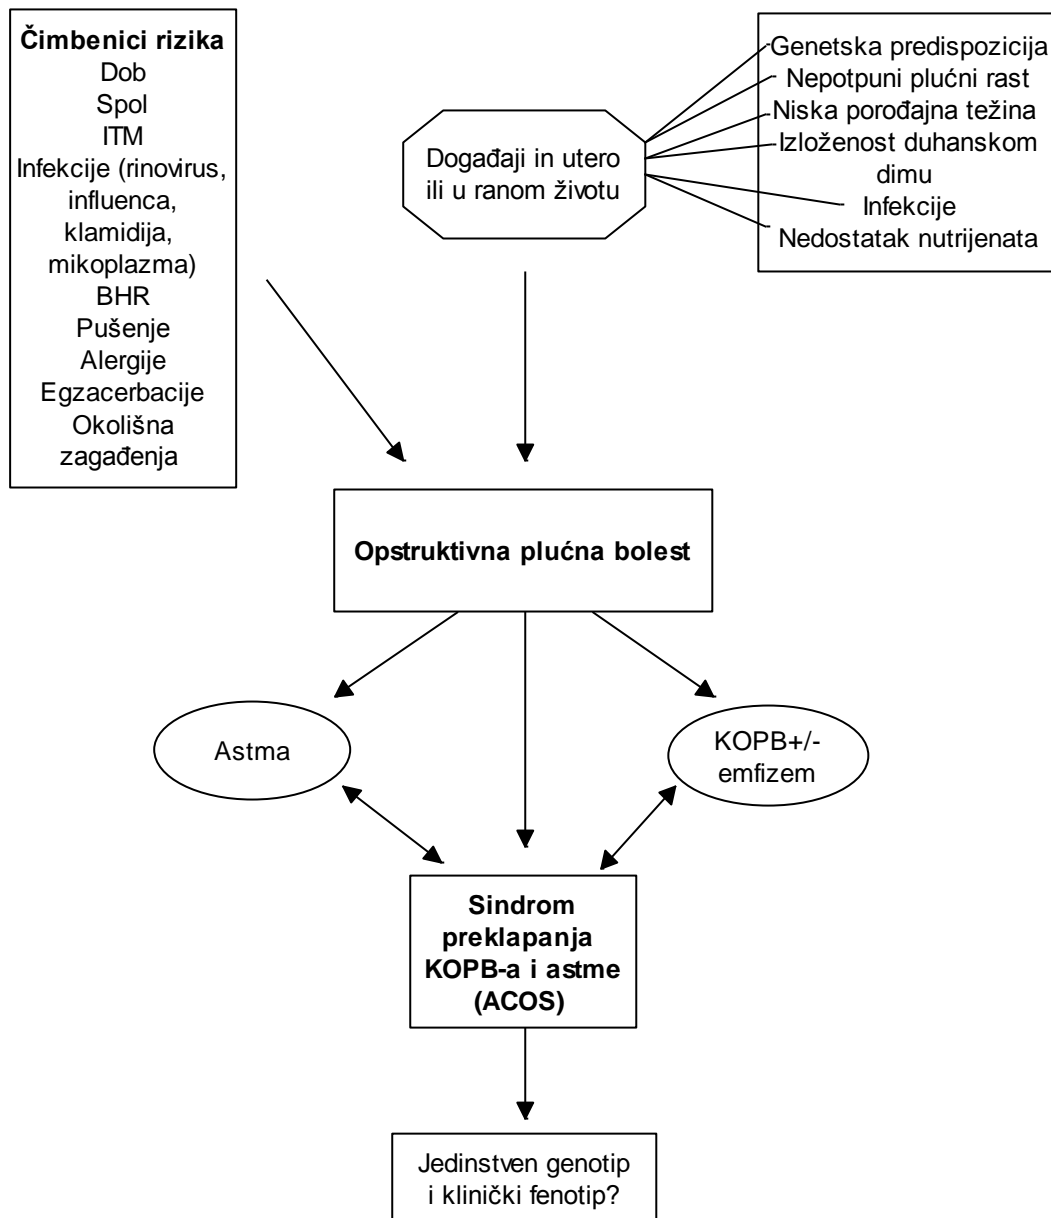 Čimbenici rizika
Dob
Spol
ITM
Infekcije (rinovirus,
influenca,
klamidija,
mikoplazma)
BHR
Pušenje
Alergije
Egzacerbacije
Okolišna
zagađenja
Događaji in utero
ili u ranom životu
Genetska predispozicija
Nepotpuni plućni rast
Niska porođajna težina
Izloženost duhanskom
dimu
Infekcije
Nedostatak nutrijenata
Opstruktivna plućna bolest
Astma
KOPB+/-
emfizem
Sindrom
preklapanja
KOPB-a i astme
(ACOS)
Jedinstven genotip
i klinički fenotip?